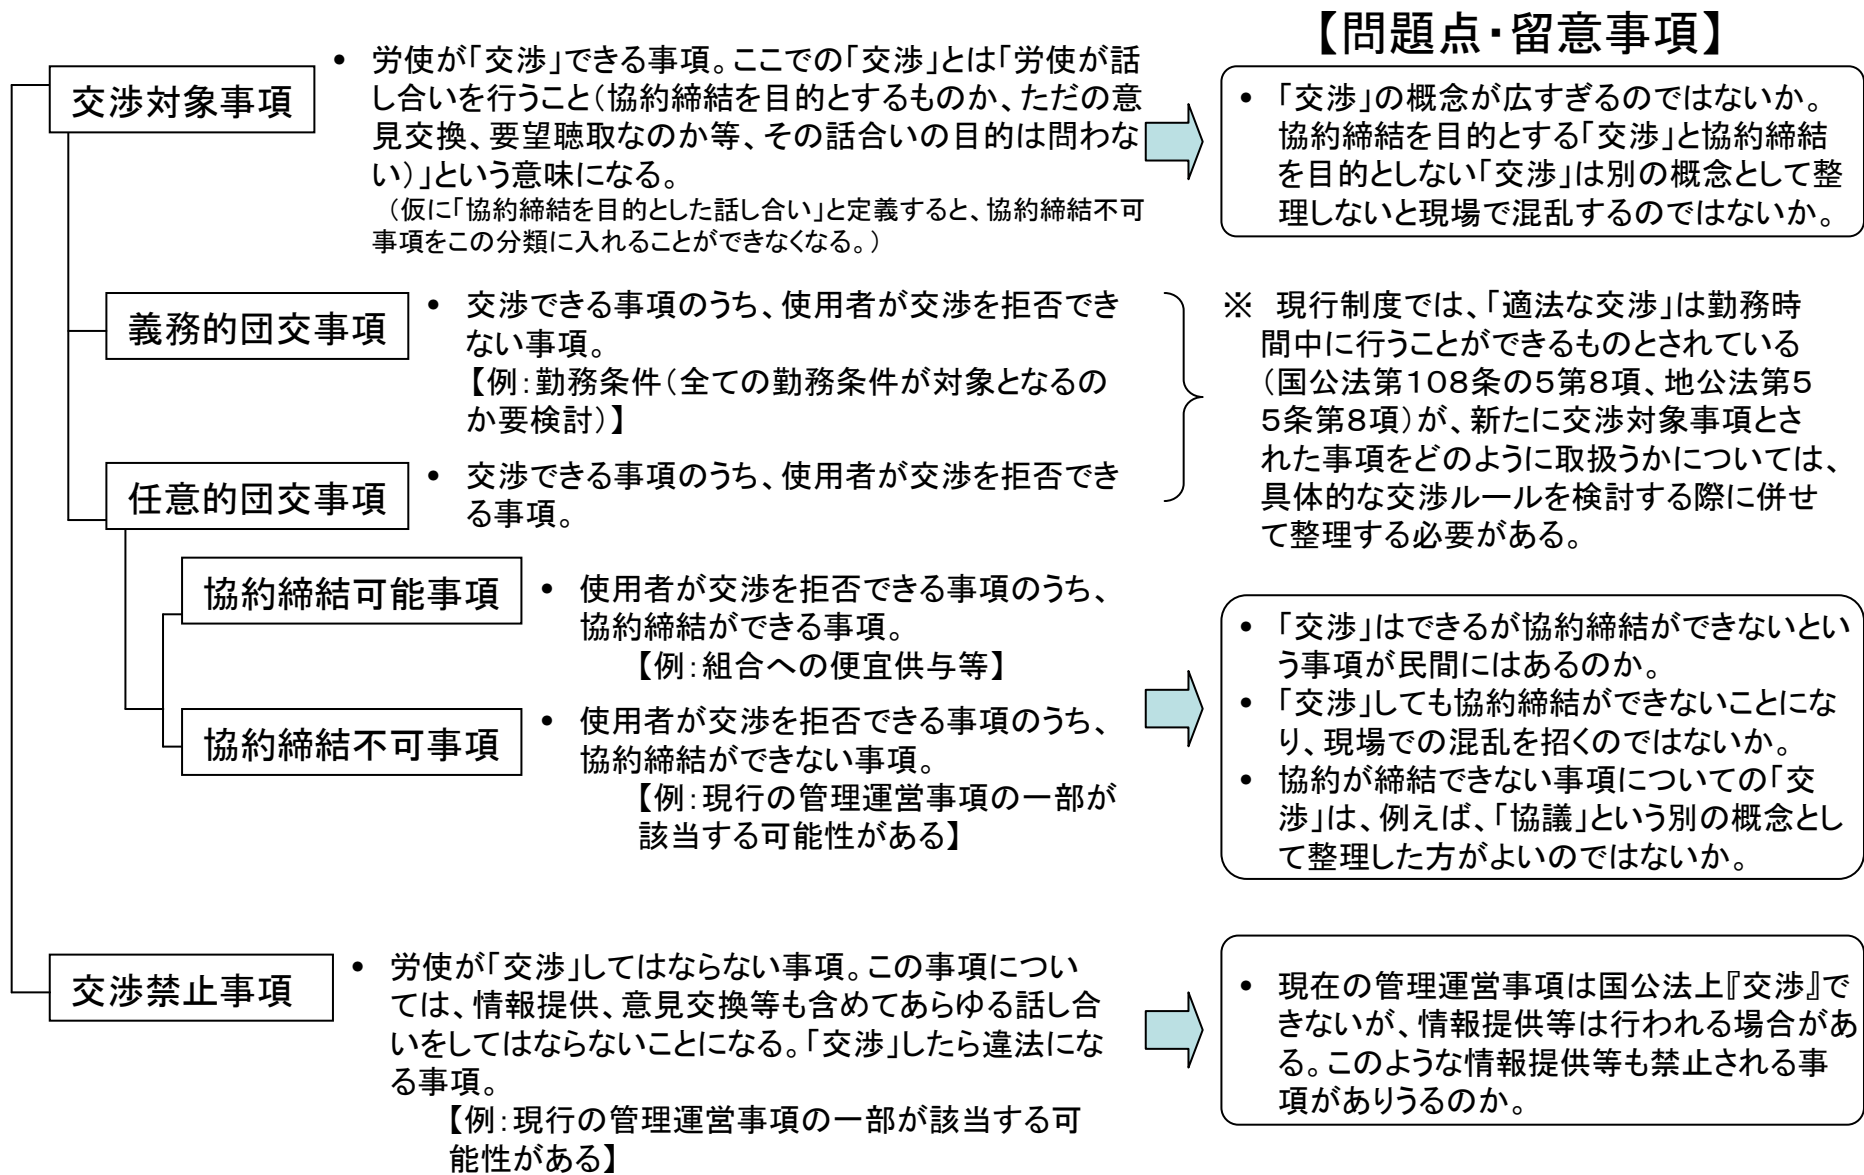 【問題点・留意事項】
交渉対象事項
• 労使が「交渉」できる事項。ここでの「交渉」とは「労使が話
し合いを行うこと（協約締結を目的とするものか、ただの意
見交換、要望聴取なのか等、その話合いの目的は問わな
い）」という意味になる。
（仮に「協約締結を目的とした話し合い」と定義すると、協約締結不可
事項をこの分類に入れることができなくなる。）
• 「交渉」の概念が広すぎるのではないか。
協約締結を目的とする「交渉」と協約締結
を目的としない「交渉」は別の概念として整
理しないと現場で混乱するのではないか。
義務的団交事項
• 交渉できる事項のうち、使用者が交渉を拒否でき
ない事項。
【例：勤務条件（全ての勤務条件が対象となるの
か要検討）】
任意的団交事項
• 交渉できる事項のうち、使用者が交渉を拒否でき
る事項。
※ 現行制度では、「適法な交渉」は勤務時
間中に行うことができるものとされている
（国公法第１０８条の５第８項、地公法第５
５条第８項）が、新たに交渉対象事項とさ
れた事項をどのように取扱うかについては、
具体的な交渉ルールを検討する際に併せ
て整理する必要がある。
協約締結可能事項
• 使用者が交渉を拒否できる事項のうち、
協約締結ができる事項。
【例：組合への便宜供与等】
協約締結不可事項
• 使用者が交渉を拒否できる事項のうち、
協約締結ができない事項。
【例：現行の管理運営事項の一部が
該当する可能性がある】
• 「交渉」はできるが協約締結ができないとい
う事項が民間にはあるのか。
• 「交渉」しても協約締結ができないことにな
り、現場での混乱を招くのではないか。
• 協約が締結できない事項についての「交
渉」は、例えば、「協議」という別の概念とし
て整理した方がよいのではないか。
交渉禁止事項
• 労使が「交渉」してはならない事項。この事項につい
ては、情報提供、意見交換等も含めてあらゆる話し合
いをしてはならないことになる。「交渉」したら違法にな
る事項。
【例：現行の管理運営事項の一部が該当する可
能性がある】
• 現在の管理運営事項は国公法上『交渉』で
きないが、情報提供等は行われる場合があ
る。このような情報提供等も禁止される事
項がありうるのか。